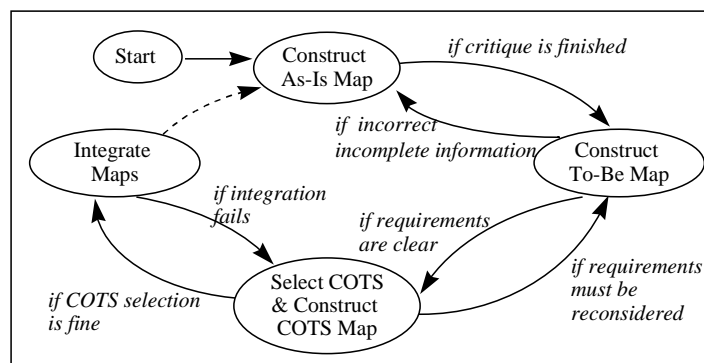 Start
Construct
As-Is Map
if critique is finished
if  incorrect
incomplete information
Construct
To-Be Map
Integrate
Maps
if integration
fails
if requirements
are clear
Select COTS
& Construct
COTS Map
if COTS selection
is fine
if requirements
must be
reconsidered